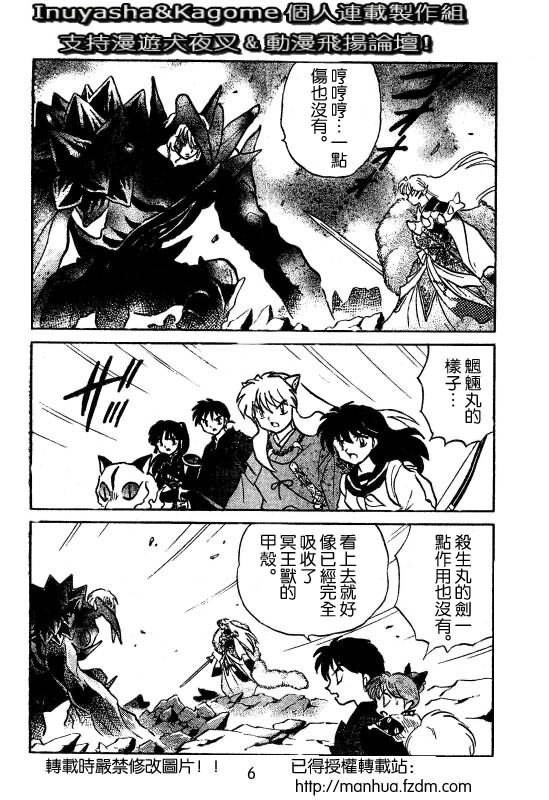 Inuyasha&Kagome 個人連載製作組
支持漫遊犬夜叉 & 動漫飛揚論壇!
哼哼哼…一點
傷也沒有。
魍魎丸的
樣子…
殺生丸的劍一
點作用也沒有。
看上去就好
像已經完全
吸收了
冥王獸的
甲殼。
轉載時嚴禁修改圖片!!
6
已得授權轉載站:
http://manhua.fzdm.com